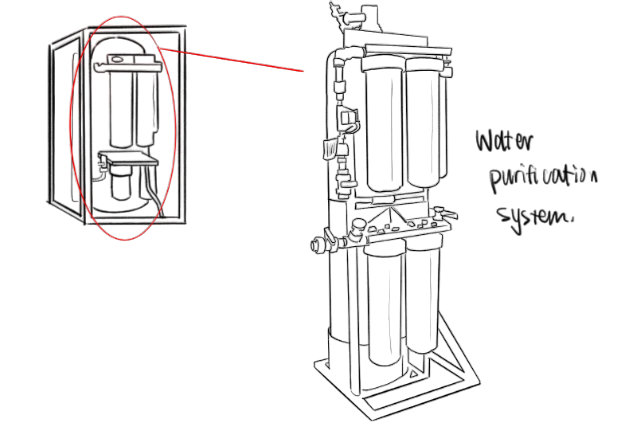 Water
purification
system.